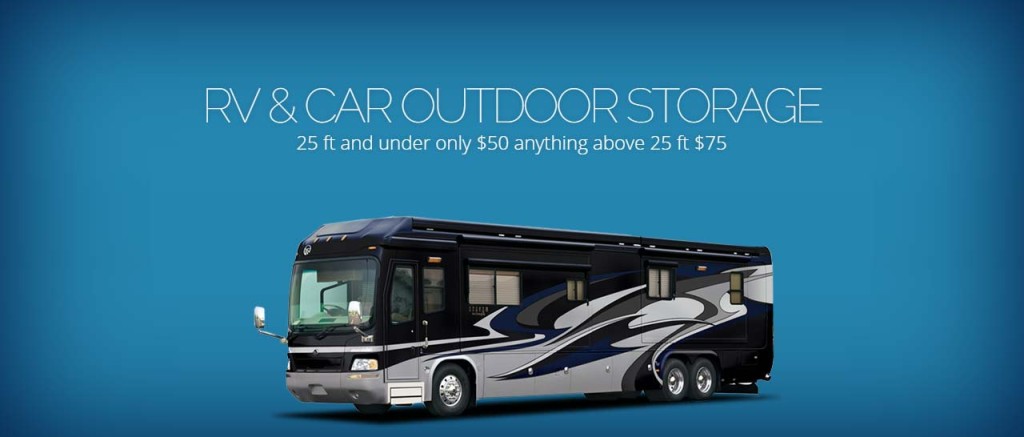 RV & CAR OUTDOOR STORAGE
25 ft and under only $50 anything above 25 ft $75